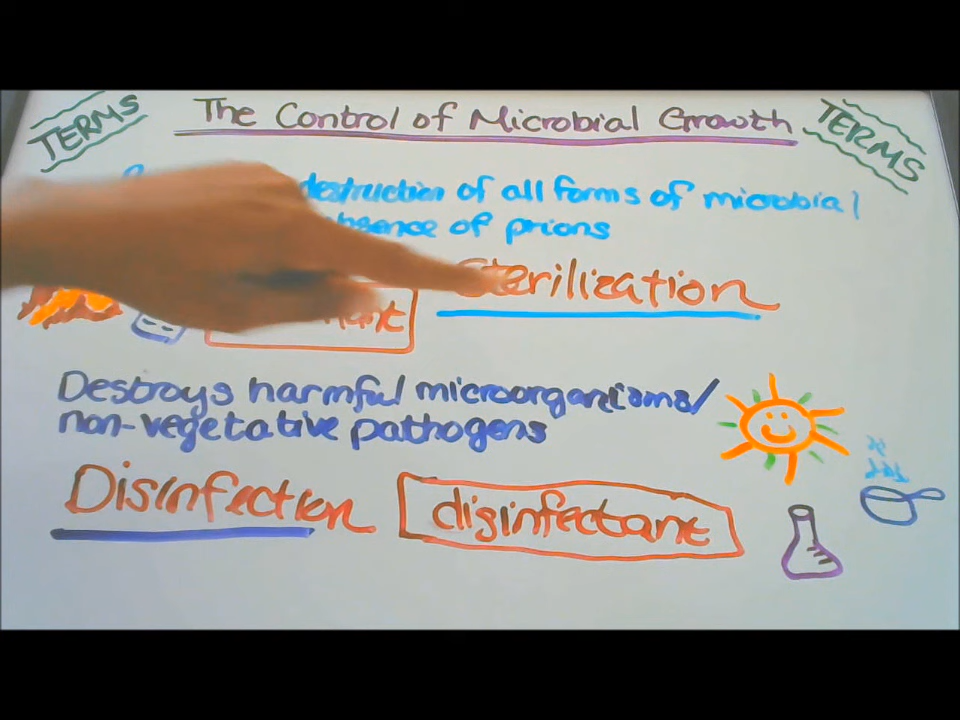 TERMS The Control of Microbial Growth TERMS
destruction of all forms of microbial
of prions
Sterilization
Destroys harmful microorganisms/
non-vegetative pathogens
Disinfection disinfectant